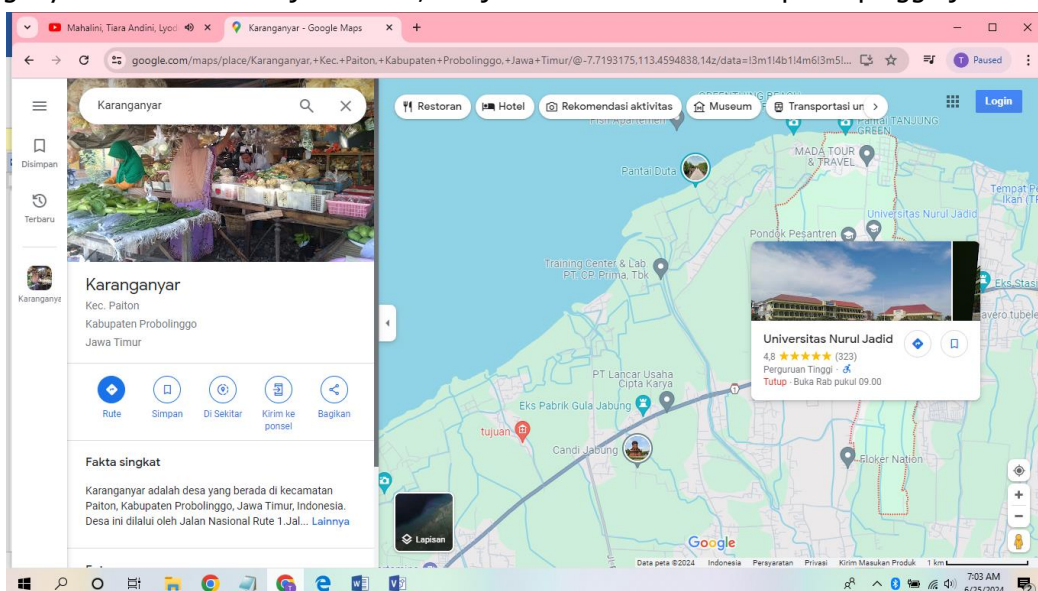 Mahalini, Tiara Andini, Lyod
Karanganyar - Google Maps
google.com/maps/place/Karanganyar,+Kec.+Paiton,+Kabupaten+Probolinggo,+Jawa+Timur/@-7.7193175,113.4594838,14z/data=!3m1!4b1!4m6!3m5!...
Paused
Karanganyar
Restoran
Hotel
Rekomendasi aktivitas
Museum
Transportasi un
Login
Disimpan
Terbaru
Karanganya
Karanganyar
Kec. Paiton
Kabupaten Probolinggo
Jawa Timur
Rute
Simpan
Di Sekitar
Kirim ke
ponsel
Bagikan
Fakta singkat
Karanganyar adalah desa yang berada di kecamatan
Paiton, Kabupaten Probolinggo, Jawa Timur, Indonesia.
Desa ini dilalui oleh Jalan Nasional Rute 1.Jal... Lainnya
Pantai TANJUNG
GREEN
MADA TOUR
& TRAVEL
Pantai Duta
Tempat Pe
Ikan (TP
Universitas Nurul Jadid
Pondok Pesantren
Training Center & Lab.
PT. CP. Prima, Tbk
Eks Stasi
avero tubele
Universitas Nurul Jadid
4,8 (323)
Perguruan Tinggi
Tutup · Buka Rab pukul 09.00
PT Lancar Usaha
Cipta Karya
Eks Pabrik Gula Jabung
tujuan
Candi Jabung
Floker Nation
Lapisan
Google
Data peta ©2024 Indonesia Persyaratan Privasi Kirim Masukan Produk 1 km
7:03 AM
6/25/2024